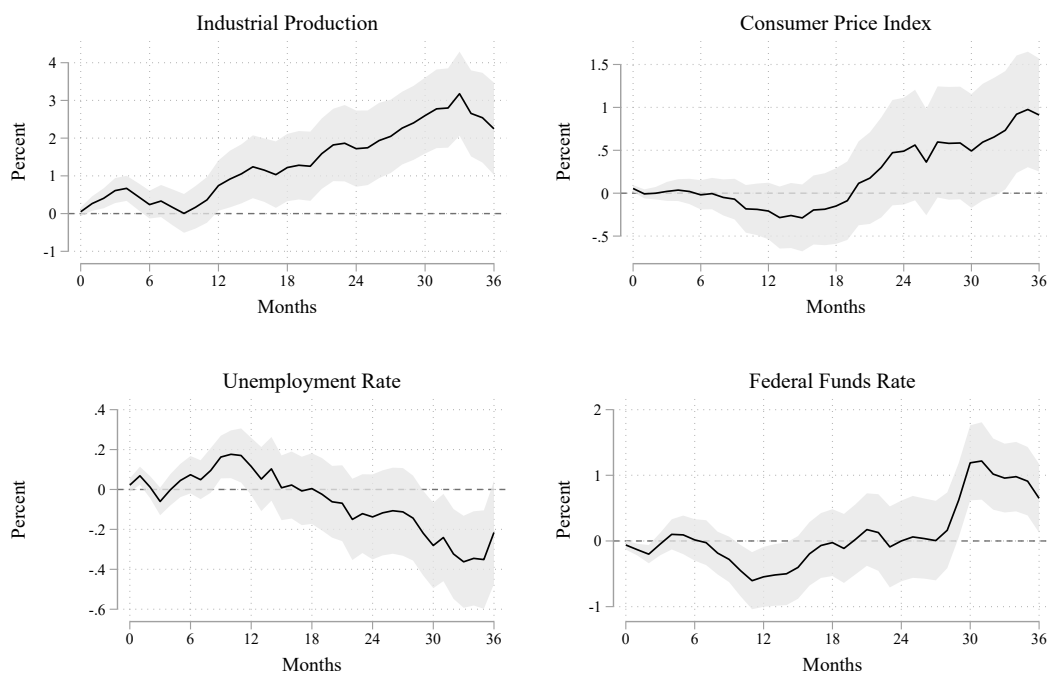 Industrial Production
Percent
4
3
2
1
0
-1
0 6 12 18 24 30 36
Months
Consumer Price Index
Percent
1.5
1
.5
0
-.5
0 6 12 18 24 30 36
Months
Unemployment Rate
Percent
.4
.2
0
-.2
-.4
-.6
0 6 12 18 24 30 36
Months
Federal Funds Rate
Percent
2
1
0
-1
0 6 12 18 24 30 36
Months